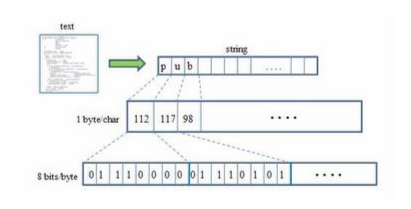 text
string
p u b ....
1 byte/char 112 117 98 ....
8 bits/byte 0 1 1 1 0 0 0 0 0 1 1 1 0 1 0 1 ....